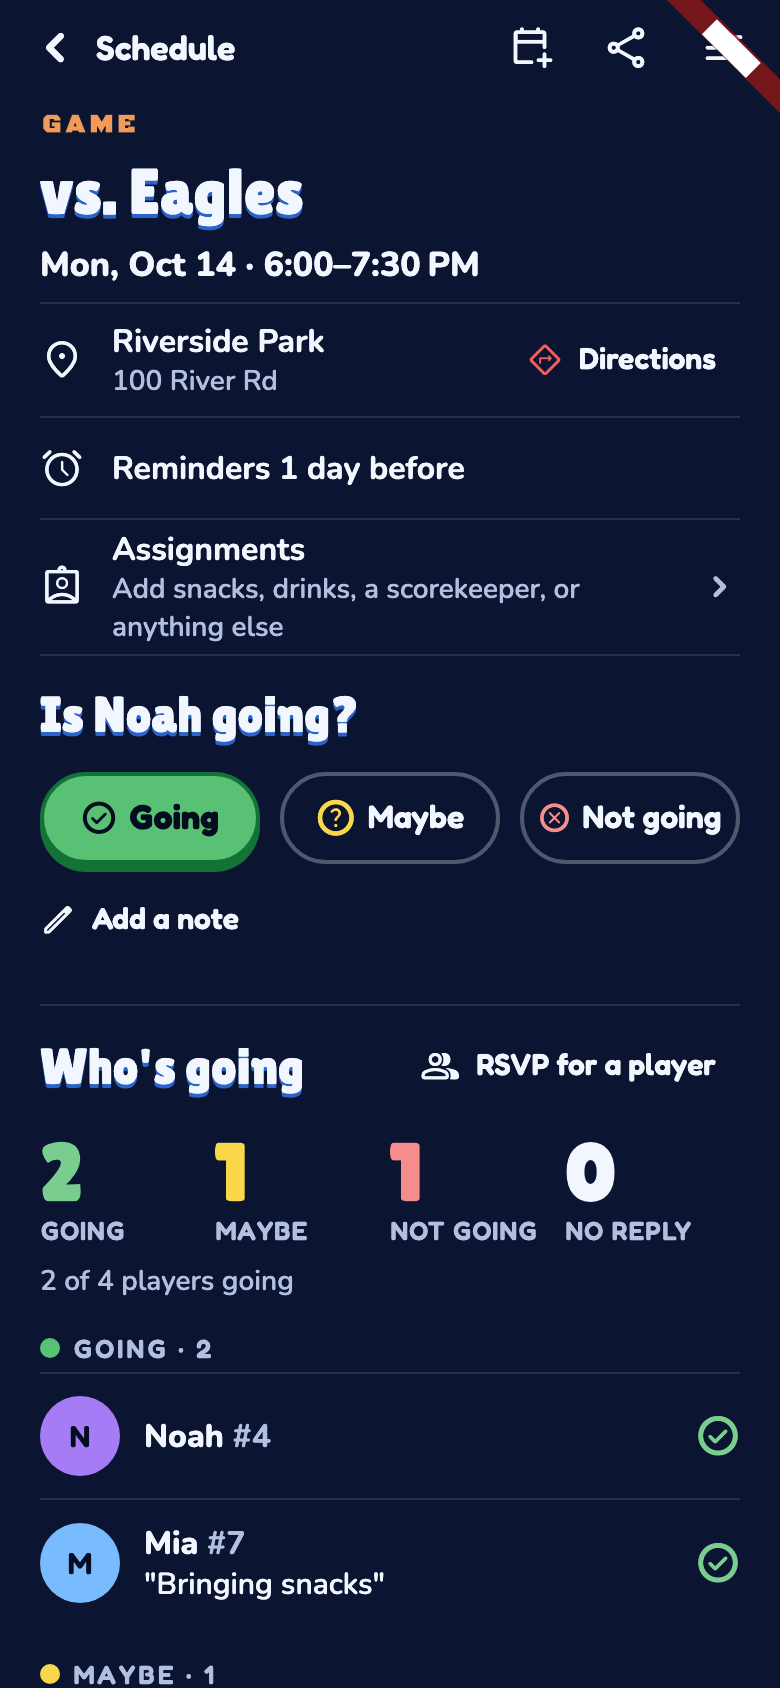 Schedule
GAME
vs. Eagles
Mon, Oct 14 · 6:00–7:30 PM
Riverside Park
100 River Rd
Directions
Reminders 1 day before
Assignments
Add snacks, drinks, a scorekeeper, or
anything else
Is Noah going?
Going
Maybe
Not going
Add a note
Who's going
RSVP for a player
2
1
1
0
GOING
MAYBE
NOT GOING
NO REPLY
2 of 4 players going
GOING · 2
N
Noah #4
M
Mia #7
"Bringing snacks"
MAYBE · 1